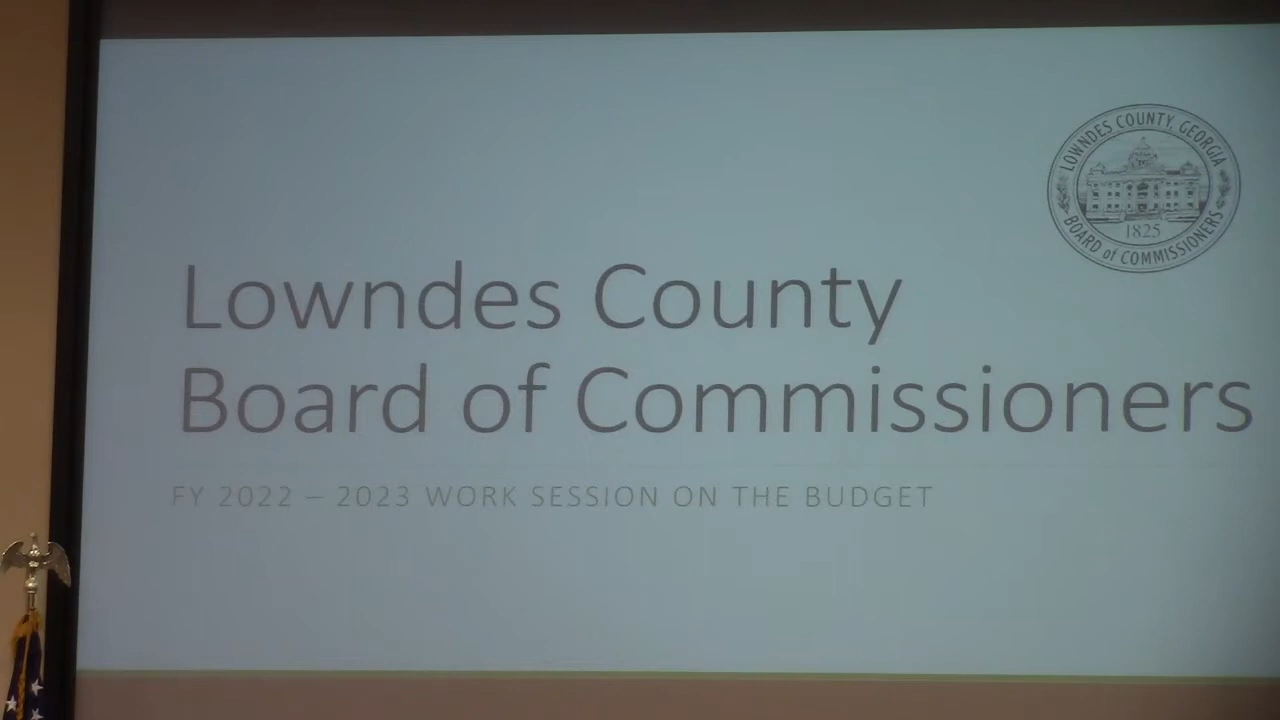 LOWNDES COUNTY, GEORGIA
1825
BOARD of COMMISSIONERS
Lowndes County
Board of Commissioners
FY 2022 – 2023 WORK SESSION ON THE BUDGET